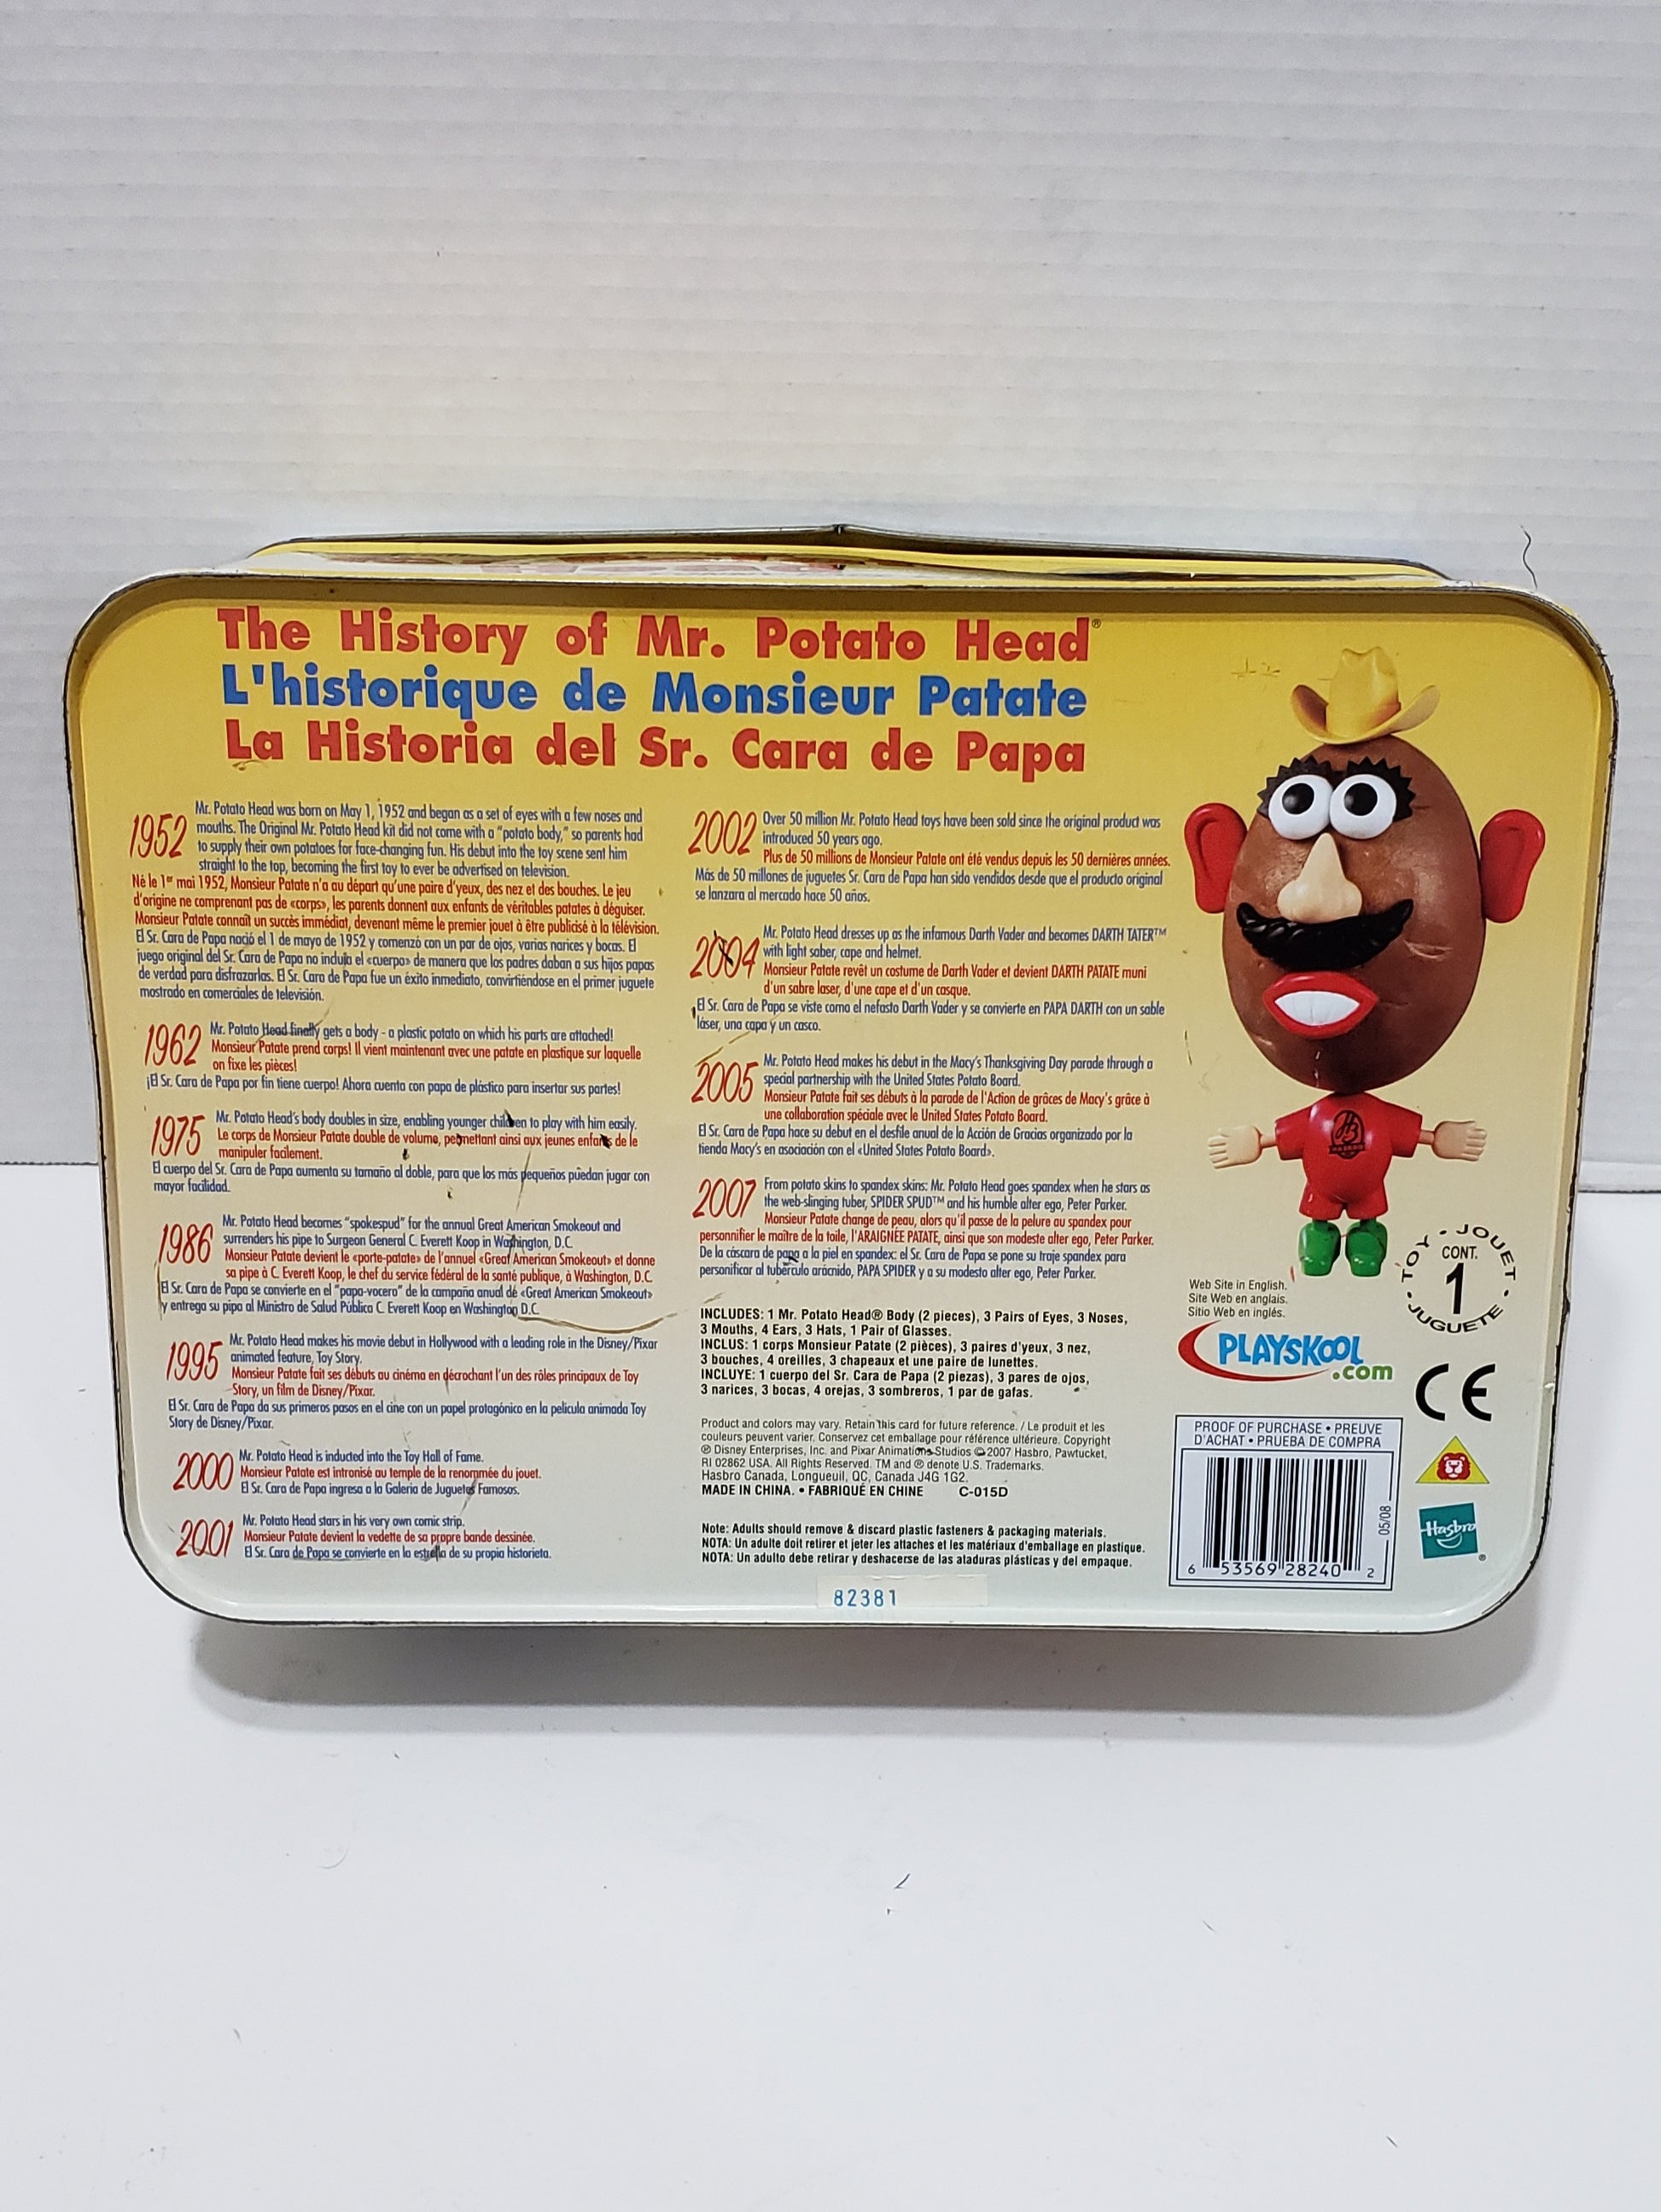 The History of Mr. Potato Head®
L'historique de Monsieur Patate
La Historia del Sr. Cara de Papa
1952
Mr. Potato Head was born on May 1, 1952 and began as a set of eyes with a few noses and
mouths. The Original Mr. Potato Head kit did not come with a "potato body," so parents had
to supply their own potatoes for face-changing fun. His debut into the toy scene sent him
straight to the top, becoming the first toy to ever be advertised on television.
Né le 1er mai 1952, Monsieur Patate n'a au départ qu'une paire d'yeux, des nez et des bouches. Le jeu
d'origine ne comprenant pas de «corps», les parents donnent aux enfants de véritables patates à déguiser.
Monsieur Patate connaît un succès immédiat, devenant même le premier jouet à être publicisé à la télévision.
El Sr. Cara de Papa nació el 1 de mayo de 1952 y comenzó con un par de ojos, varias narices y bocas. El
juego original del Sr. Cara de Papa no incluía el «cuerpo» de manera que los padres daban a sus hijos papas
de verdad para disfrazarlas. El Sr. Cara de Papa fue un éxito inmediato, convirtiéndose en el primer juguete
mostrado en comerciales de televisión.
1962
Mr. Potato Head finally gets a body - a plastic potato on which his parts are attached!
Monsieur Patate prend corps! Il vient maintenant avec une patate en plastique sur laquelle
on fixe les pièces!
¡El Sr. Cara de Papa por fin tiene cuerpo! Ahora cuenta con papa de plástico para insertar sus partes!
1975
Mr. Potato Head's body doubles in size, enabling younger children to play with him easily.
Le corps de Monsieur Patate double de volume, permettant ainsi aux jeunes enfants de le
manipuler facilement.
El cuerpo del Sr. Cara de Papa aumenta su tamaño al doble, para que los más pequeños puedan jugar con
mayor facilidad.
1986
Mr. Potato Head becomes "spokespud" for the annual Great American Smokeout and
surrenders his pipe to Surgeon General C. Everett Koop in Washington, D.C.
Monsieur Patate devient le «porte-patate» de l'annuel «Great American Smokeout» et donne
sa pipe à C. Everett Koop, le chef du service fédéral de la santé publique, à Washington, D.C.
El Sr. Cara de Papa se convierte en el "papa-vocero" de la campaña anual de «Great American Smokeout»
y entrega su pipa al Ministro de Salud Pública C. Everett Koop en Washington D.C.
1995
Mr. Potato Head makes his movie debut in Hollywood with a leading role in the Disney/Pixar
animated feature, Toy Story.
Monsieur Patate fait ses débuts au cinéma en décrochant l'un des rôles principaux de Toy
Story, un film de Disney/Pixar.
El Sr. Cara de Papa da sus primeros pasos en el cine con un papel protagónico en la película animada Toy
Story de Disney/Pixar.
2000
Mr. Potato Head is inducted into the Toy Hall of Fame.
Monsieur Patate est intronisé au temple de la renommée du jouet.
El Sr. Cara de Papa ingresa a la Galería de Juguetes Famosos.
2001
Mr. Potato Head stars in his very own comic strip.
Monsieur Patate devient la vedette de sa propre bande dessinée.
El Sr. Cara de Papa se convierte en la estrella de su propia historieta.
2002
Over 50 million Mr. Potato Head toys have been sold since the original product was
introduced 50 years ago.
Plus de 50 millions de Monsieur Patate ont été vendus depuis les 50 dernières années.
Más de 50 millones de juguetes Sr. Cara de Papa han sido vendidos desde que el producto original
se lanzara al mercado hace 50 años.
2004
Mr. Potato Head dresses up as the infamous Darth Vader and becomes DARTH TATER™
with light saber, cape and helmet.
Monsieur Patate revêt un costume de Darth Vader et devient DARTH PATATE muni
d'un sabre laser, d'une cape et d'un casque.
El Sr. Cara de Papa se viste como el nefasto Darth Vader y se convierte en PAPA DARTH con un sable
láser, una capa y un casco.
2005
Mr. Potato Head makes his debut in the Macy's Thanksgiving Day parade through a
special partnership with the United States Potato Board.
Monsieur Patate fait ses débuts à la parade de l'Action de grâces de Macy's grâce à
une collaboration spéciale avec le United States Potato Board.
El Sr. Cara de Papa hace su debut en el desfile anual de la Acción de Gracias organizado por la
tienda Macy's en asociación con el «United States Potato Board».
2007
From potato skins to spandex skins: Mr. Potato Head goes spandex when he stars as
the web-slinging tuber, SPIDER SPUD™ and his humble alter ego, Peter Parker.
Monsieur Patate change de peau, alors qu'il passe de la pelure au spandex pour
personnifier le maître de la toile, l'ARAIGNÉE PATATE, ainsi que son modeste alter ego, Peter Parker.
De la cáscara de papa a la piel en spandex: el Sr. Cara de Papa se pone su traje spandex para
personificar al tubérculo arácnido, PAPA SPIDER y a su modesto alter ego, Peter Parker.
INCLUDES: 1 Mr. Potato Head® Body (2 pieces), 3 Pairs of Eyes, 3 Noses,
3 Mouths, 4 Ears, 3 Hats, 1 Pair of Glasses.
INCLUS: 1 corps Monsieur Patate (2 pièces), 3 paires d'yeux, 3 nez,
3 bouches, 4 oreilles, 3 chapeaux et une paire de lunettes.
INCLUYE: 1 cuerpo del Sr. Cara de Papa (2 piezas), 3 pares de ojos,
3 narices, 3 bocas, 4 orejas, 3 sombreros, 1 par de gafas.
Product and colors may vary. Retain this card for future reference. / Le produit et les
couleurs peuvent varier. Conservez cet emballage pour référence ultérieure. Copyright
® Disney Enterprises, Inc. and Pixar Animations Studios © 2007 Hasbro, Pawtucket,
RI 02862 USA. All Rights Reserved. TM and ® denote U.S. Trademarks.
Hasbro Canada, Longueuil, QC, Canada J4G 1G2.
MADE IN CHINA. • FABRIQUÉ EN CHINE C-015D
Note: Adults should remove & discard plastic fasteners & packaging materials.
NOTA: Un adulte doit retirer et jeter les attaches et les matériaux d'emballage en plastique.
NOTA: Un adulto debe retirar y deshacerse de las ataduras plásticas y del empaque.
82381
Web Site in English.
Site Web en anglais.
Sitio Web en inglés.
PLAYSKOOL
.com
TOY • JOUET • JUGUETE •
CONT.
1
CE
PROOF OF PURCHASE • PREUVE
D'ACHAT • PRUEBA DE COMPRA
6 53569 28240 2
05/08
Hasbro
®